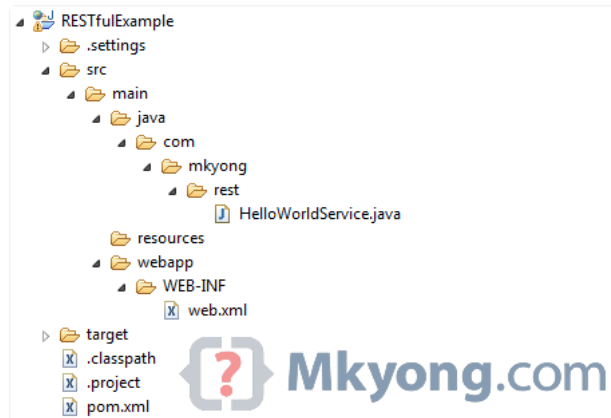 RESTfulExample
.settings
src
main
java
com
mkyong
rest
HelloWorldService.java
resources
webapp
WEB-INF
web.xml
target
.classpath
.project
pom.xml
{?} Mkyong.com